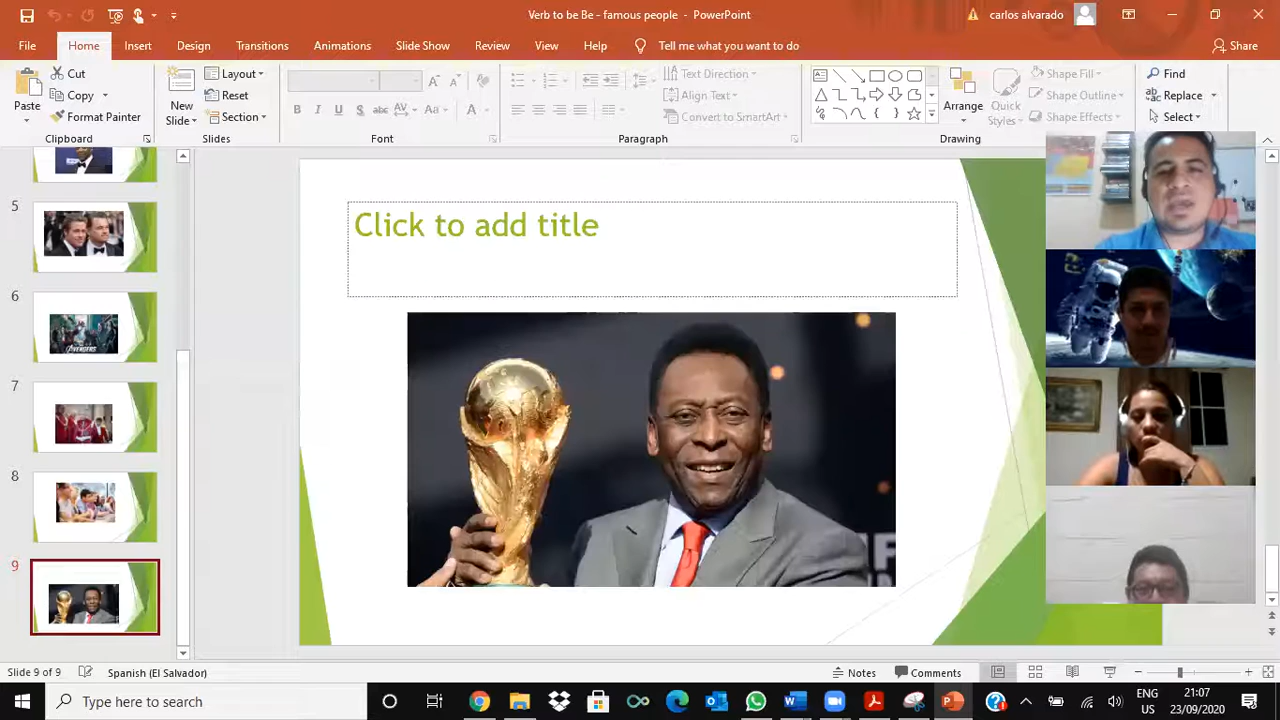 Verb to be Be - famous people - PowerPoint
carlos alvarado
File Home Insert Design Transitions Animations Slide Show Review View Help Tell me what you want to do Share
Cut
Copy
Format Painter
Paste
Clipboard
New Slide
Layout
Reset
Section
Slides
Font
Text Direction
Align Text
Convert to SmartArt
Paragraph
Arrange
Quick Styles
Shape Fill
Shape Outline
Shape Effects
Drawing
Find
Replace
Select
5
6
AVENGERS
7
8
9
Click to add title
Slide 9 of 9 Spanish (El Salvador) Notes Comments
Type here to search
ENG
US
21:07
23/09/2020